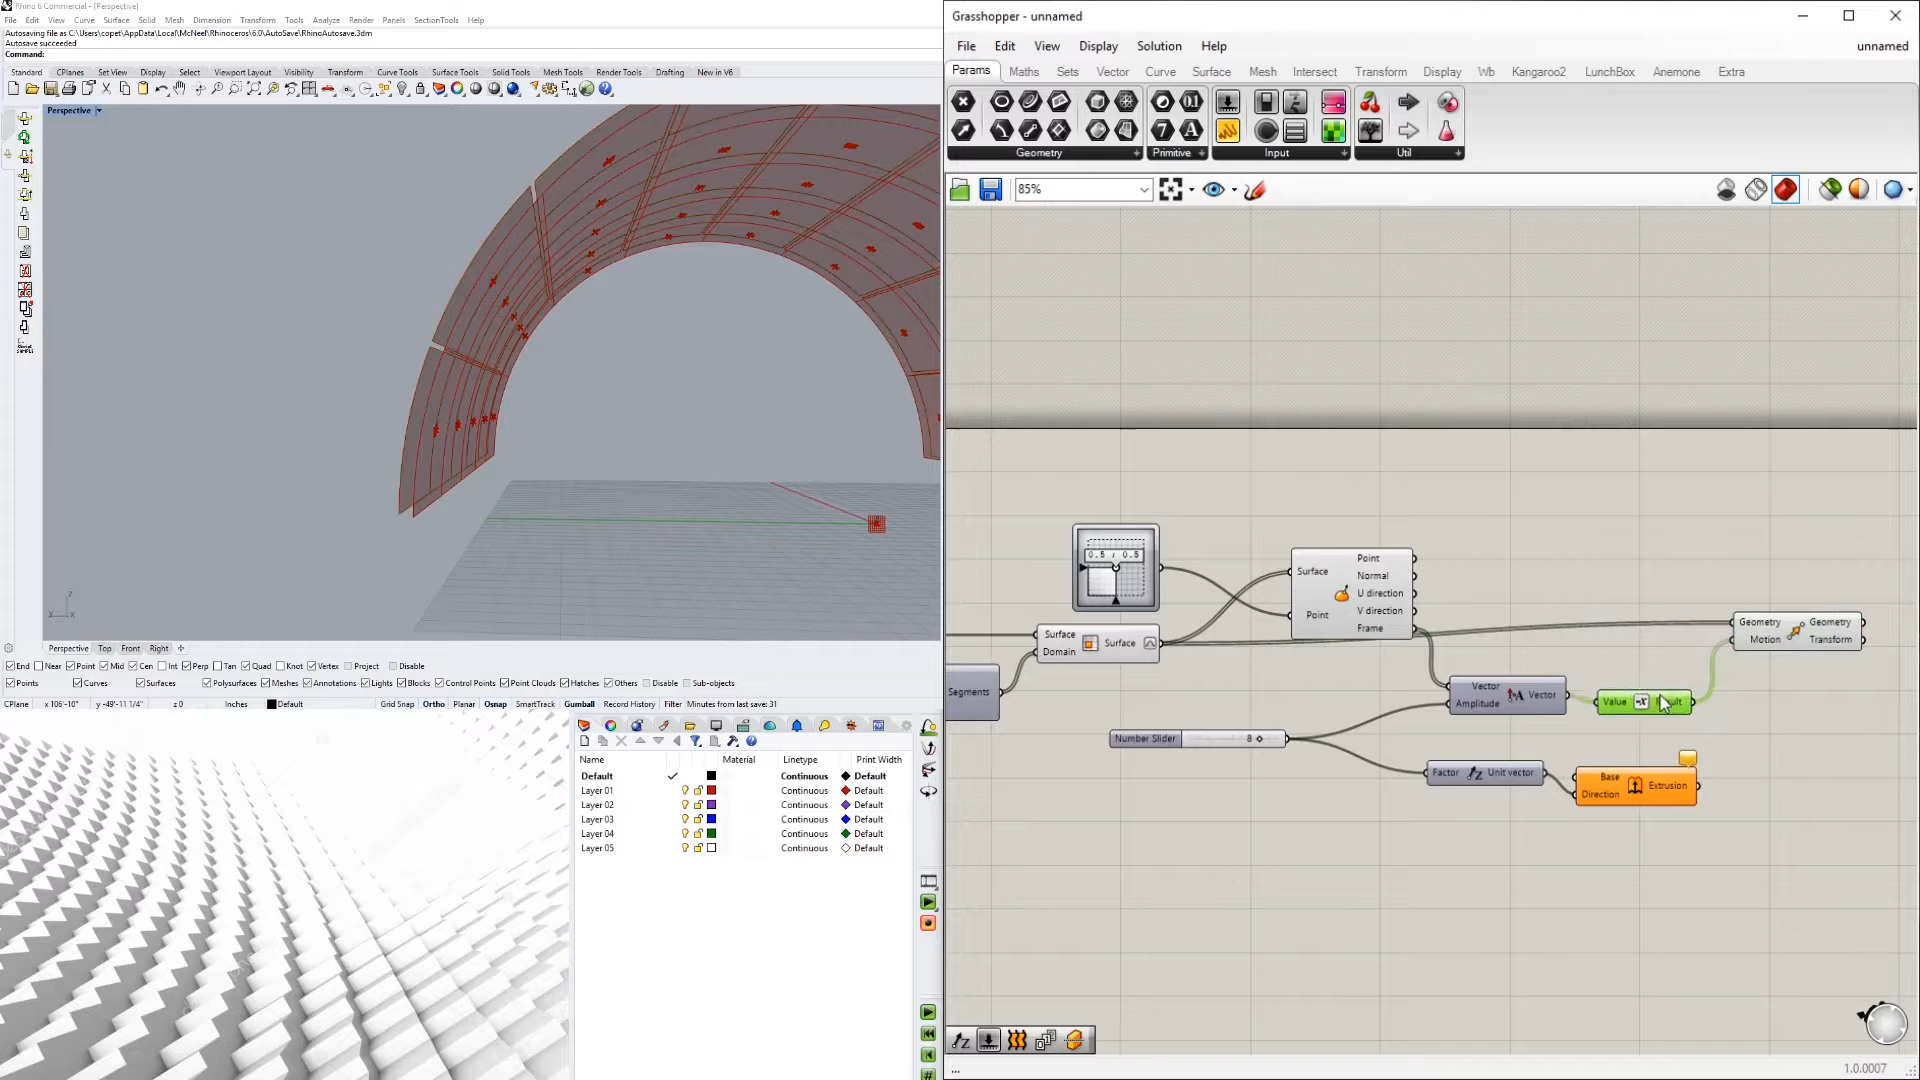 Rhino 6 Commercial - [Perspective]
File Edit View Curve Surface Solid Mesh Dimension Transform Tools Analyze Render Panels SectionTools Help
Autosaving file as C:\Users\copet\AppData\Local\McNeel\Rhinoceros\6.0\AutoSave\RhinoAutosave.3dm
Autosave succeeded
Command:
Standard CPlanes Set View Display Select Viewport Layout Visibility Transform Curve Tools Surface Tools Solid Tools Mesh Tools Render Tools Drafting New in V6
Perspective
z
y x
Perspective Top Front Right
End Near Point Mid Cen Int Perp Tan Quad Knot Vertex Project Disable
Points Curves Surfaces Polysurfaces Meshes Annotations Lights Blocks Control Points Point Clouds Hatches Others Disable Sub-objects
CPlane x 106'-10" y -49'-11 1/4" z 0 Inches Default Grid Snap Ortho Planar Osnap SmartTrack Gumball Record History Filter Minutes from last save: 31
Name Material Linetype Print Width
Default Continuous Default
Layer 01 Continuous Default
Layer 02 Continuous Default
Layer 03 Continuous Default
Layer 04 Continuous Default
Layer 05 Continuous Default
Grasshopper - unnamed
File Edit View Display Solution Help unnamed
Params Maths Sets Vector Curve Surface Mesh Intersect Transform Display Wb Kangaroo2 LunchBox Anemone Extra
Geometry Primitive Input Util
85%
0.5 ; 0.5
Surface
Point
Point
Normal
U direction
V direction
Frame
Surface
Domain
Surface
Segments
Geometry
Motion
Geometry
Transform
Vector
Amplitude
Vector
Value
Number Slider 8
Factor Unit vector
Base
Direction
Extrusion
...
1.0.0007